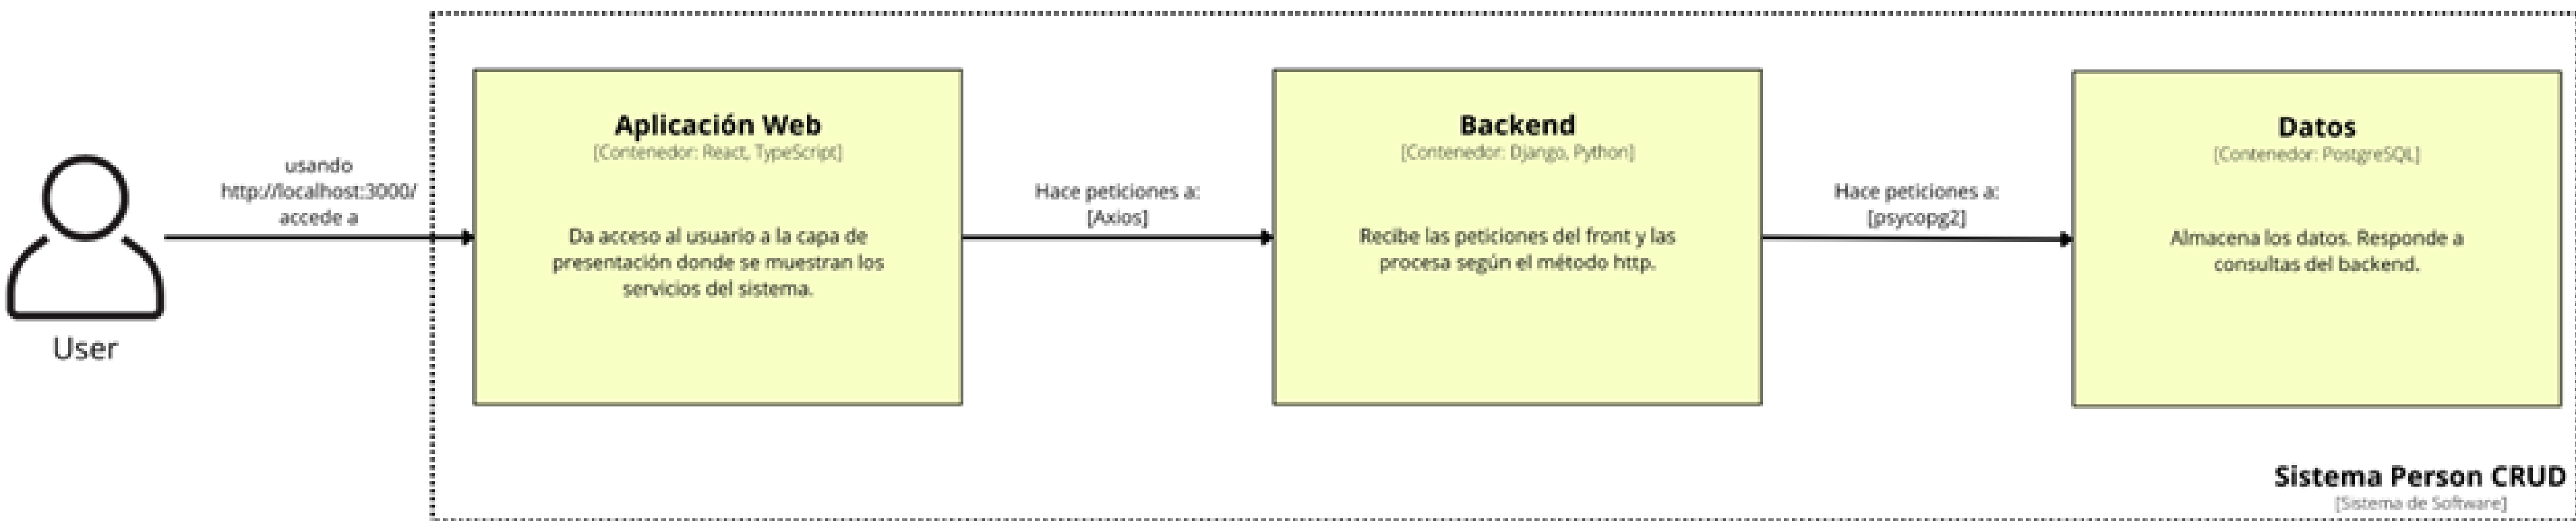 User
usando
http://localhost:3000/
accede a
Aplicación Web
[Contenedor: React, TypeScript]
Da acceso al usuario a la capa de
presentación donde se muestran los
servicios del sistema.
Hace peticiones a:
[Axios]
Backend
[Contenedor: Django, Python]
Recibe las peticiones del front y las
procesa según el método http.
Hace peticiones a:
[psycopg2]
Datos
[Contenedor: PostgreSQL]
Almacena los datos. Responde a
consultas del backend.
Sistema Person CRUD
[Sistema de Software]